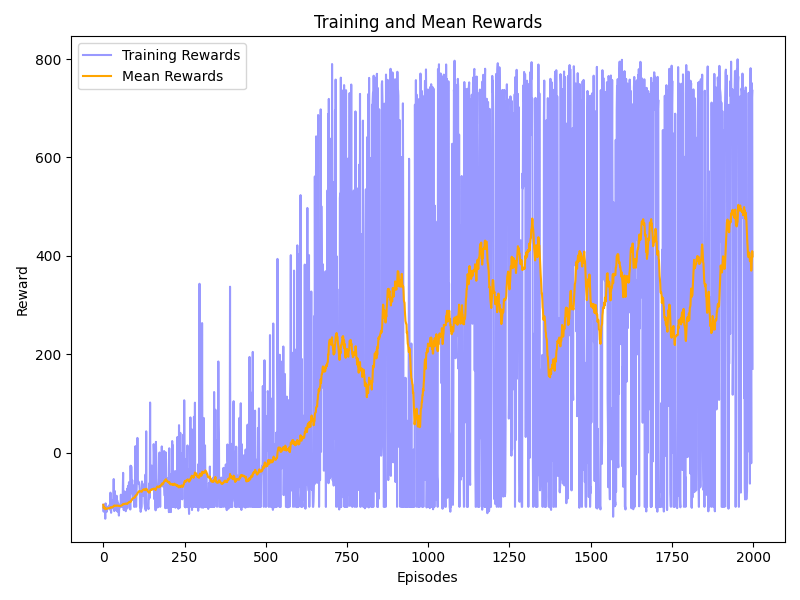 Training and Mean Rewards
Training Rewards
Mean Rewards
Reward
800
600
400
200
0
0 250 500 750 1000 1250 1500 1750 2000
Episodes